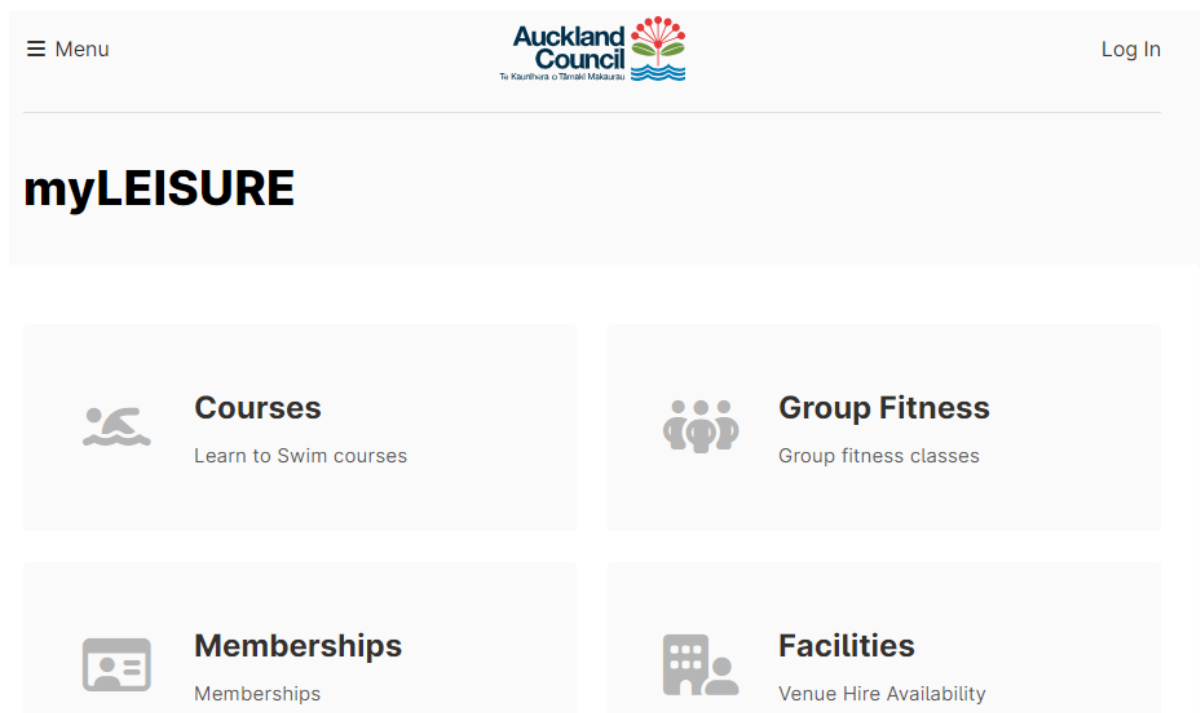 Menu
Auckland
Council
Te Kaunihera o Tāmaki Makaurau
Log In
myLEISURE
Courses
Learn to Swim courses
Group Fitness
Group fitness classes
Memberships
Memberships
Facilities
Venue Hire Availability